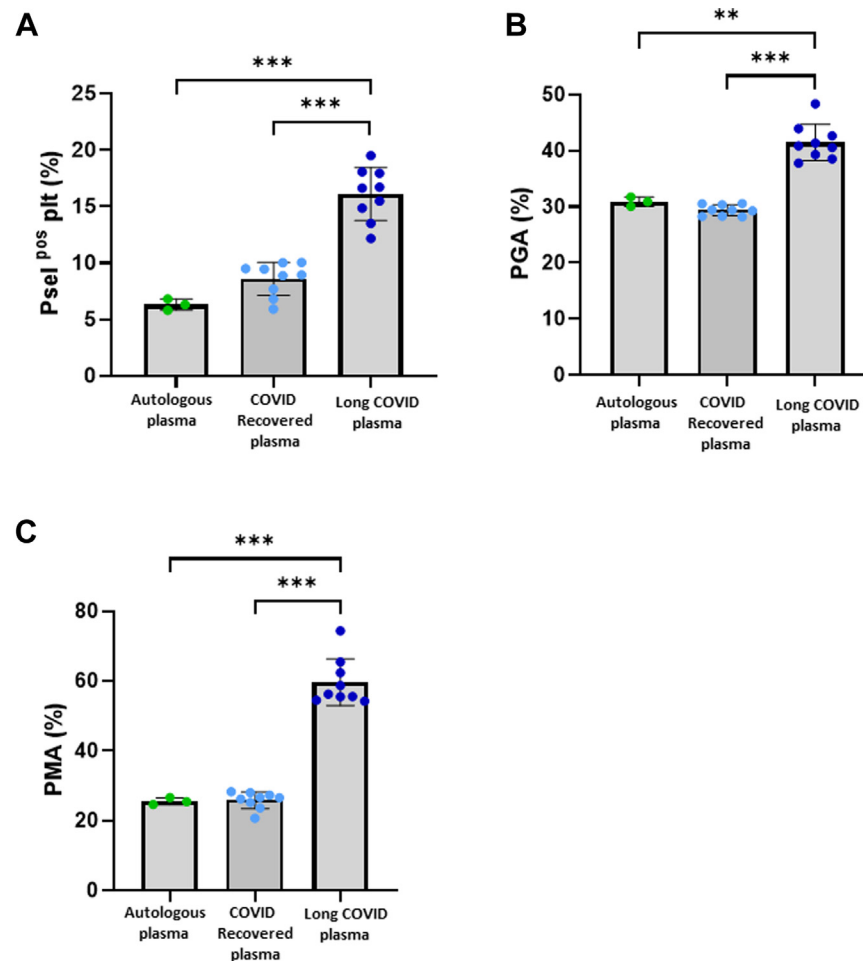 A
***
***
Psel pos plt (%)
25
20
15
10
5
0
Autologous
plasma
COVID
Recovered
plasma
Long COVID
plasma
B
**
***
PGA (%)
50
40
30
20
10
0
Autologous
plasma
COVID
Recovered
plasma
Long COVID
plasma
C
***
***
PMA (%)
80
60
40
20
0
Autologous
plasma
COVID
Recovered
plasma
Long COVID
plasma